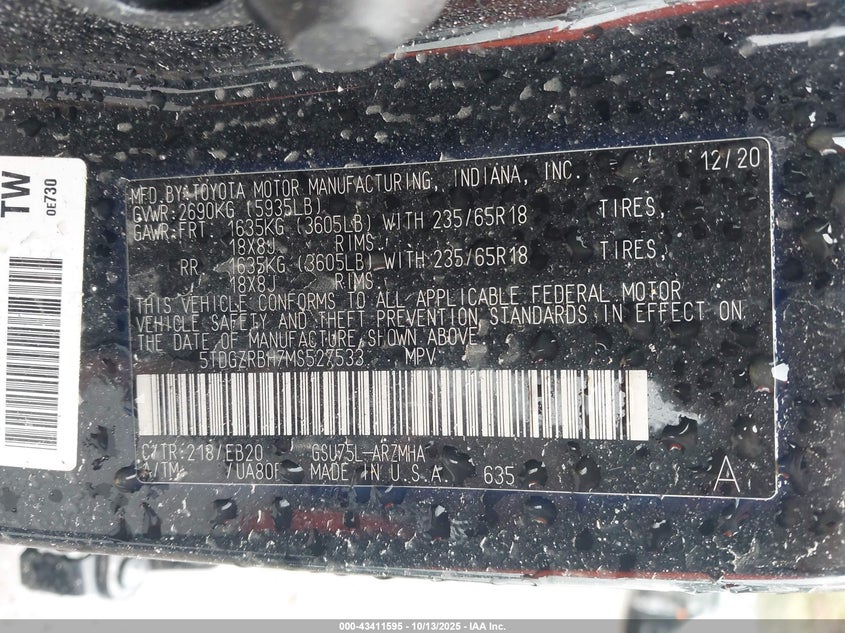 TW
0E730
MFD.BY:TOYOTA MOTOR MANUFACTURING, INDIANA, INC. 12/20
GVWR:2690KG (5935LB)
GAWR:FRT 1635KG (3605LB) WITH 235/65R18 TIRES,
18X8J RIMS,
RR 1635KG (3605LB) WITH 235/65R18 TIRES,
18X8J RIMS,
THIS VEHICLE CONFORMS TO ALL APPLICABLE FEDERAL MOTOR
VEHICLE SAFETY AND THEFT PREVENTION STANDARDS IN EFFECT ON
THE DATE OF MANUFACTURE SHOWN ABOVE.
5TDGZRBH7MS527533 MPV
C/TR:218/EB20 GSU75L-ARZMHA
A/TM: /UA80F MADE IN U.S.A. 635 A
000-43411595 - 10/13/2025 - IAA Inc.